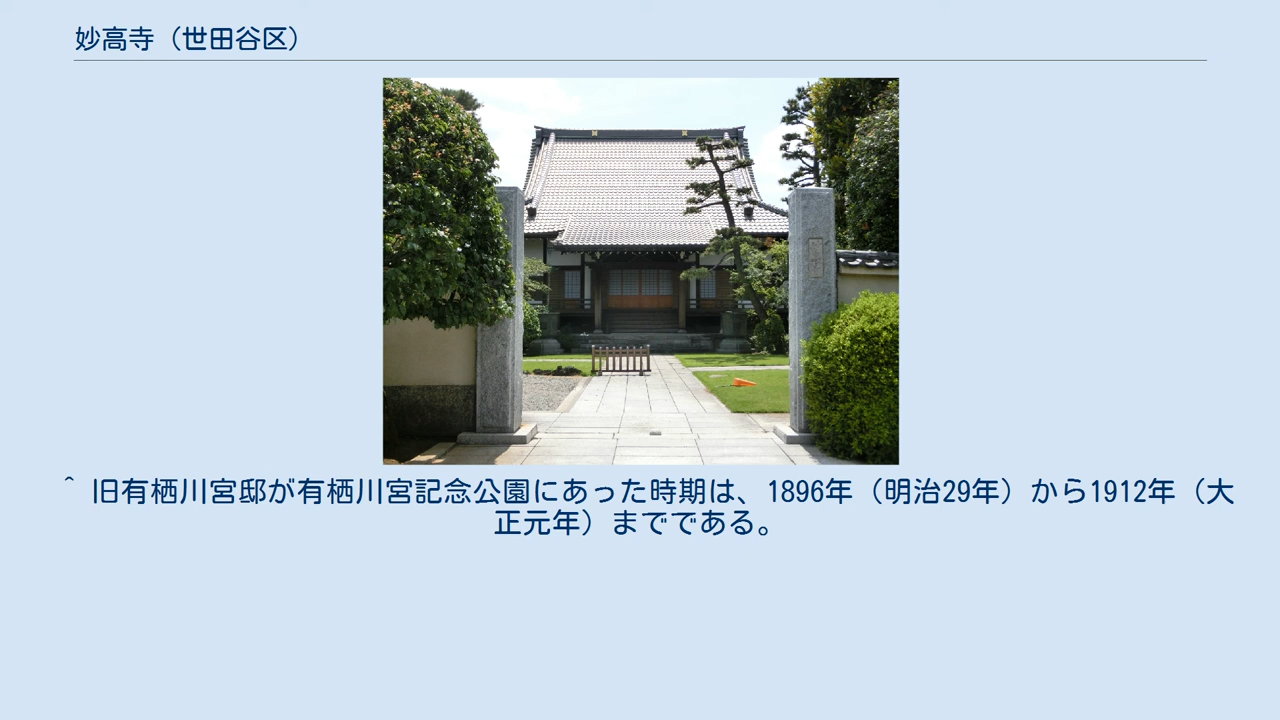 妙高寺（世田谷区）
^ 旧有栖川宮邸が有栖川宮記念公園にあった時期は、1896年（明治29年）から1912年（大
正元年）までである。